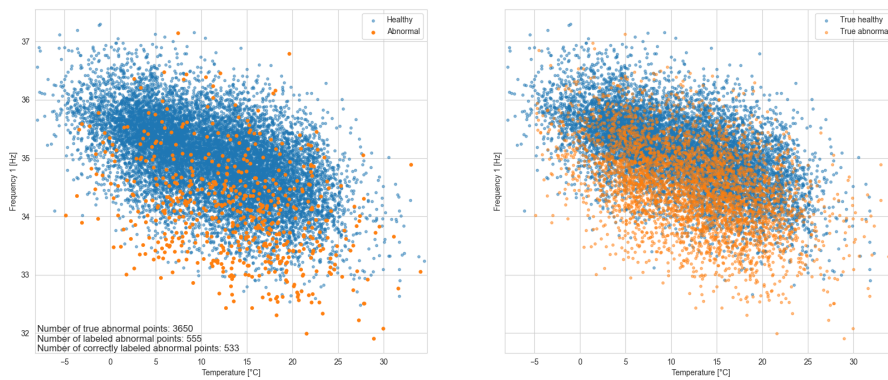 Healthy
Abnormal
37
36
35
34
33
32
Frequency 1 [Hz]
Number of true abnormal points: 3650
Number of labeled abnormal points: 555
Number of correctly labeled abnormal points: 533
−5 0 5 10 15 20 25 30
Temperature [°C]
True healthy
True abnormal
Frequency 1 [Hz]
−5 0 5 10 15 20 25 30
Temperature [°C]